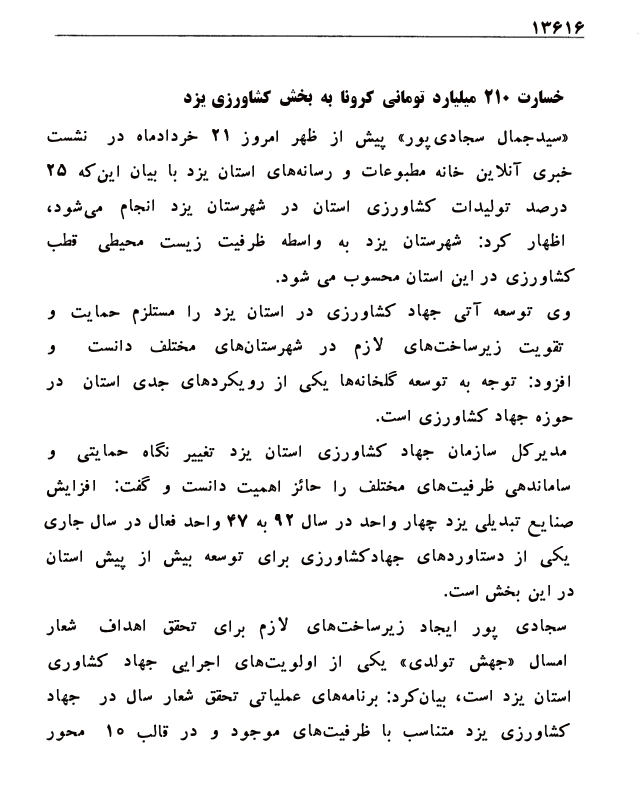 ۱۳۶۱۶
خسارت ۲۱۰ میلیارد تومانی کرونا به بخش کشاورزی یزد
«سیدجمال سجادی‌پور» پیش از ظهر امروز ۲۱ خردادماه در نشست
خبری آنلاین خانه مطبوعات و رسانه‌های استان یزد با بیان این‌که ۲۵
درصد تولیدات کشاورزی استان در شهرستان یزد انجام می‌شود،
اظهار کرد: شهرستان یزد به واسطه ظرفیت زیست محیطی قطب
کشاورزی در این استان محسوب می شود.
وی توسعه آتی جهاد کشاورزی در استان یزد را مستلزم حمایت و
تقویت زیرساخت‌های لازم در شهرستان‌های مختلف دانست و
افزود: توجه به توسعه گلخانه‌ها یکی از رویکردهای جدی استان در
حوزه جهاد کشاورزی است.
مدیرکل سازمان جهاد کشاورزی استان یزد تغییر نگاه حمایتی و
ساماندهی ظرفیت‌های مختلف را حائز اهمیت دانست و گفت: افزایش
صنایع تبدیلی یزد چهار واحد در سال ۹۲ به ۴۷ واحد فعال در سال جاری
یکی از دستاوردهای جهادکشاورزی برای توسعه بیش از پیش استان
در این بخش است.
سجادی پور ایجاد زیرساخت‌های لازم برای تحقق اهداف شعار
امسال «جهش تولدی» یکی از اولویت‌های اجرایی جهاد کشاوری
استان یزد است، بیان‌کرد: برنامه‌های عملیاتی تحقق شعار سال در جهاد
کشاورزی یزد متناسب با ظرفیت‌های موجود و در قالب ۱۵ محور